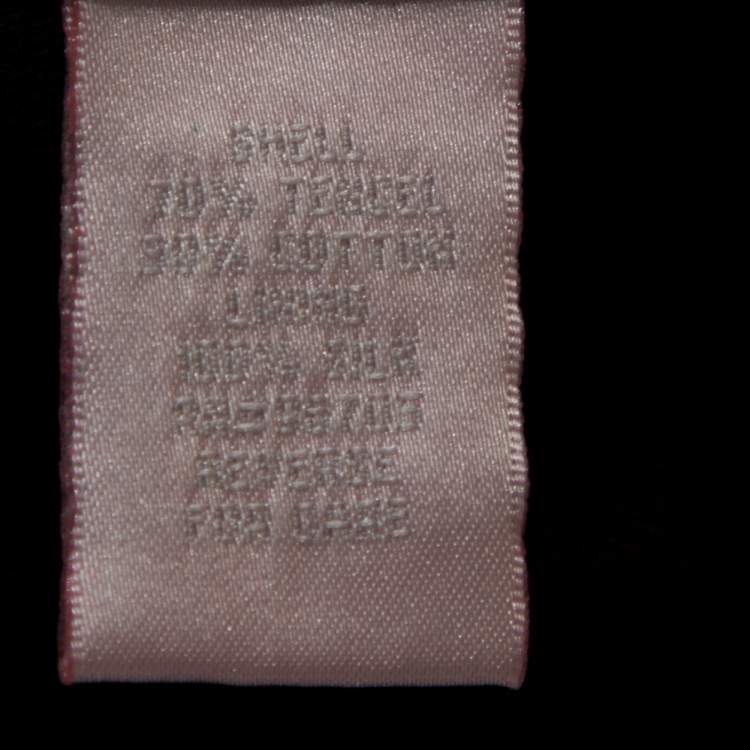 SHELL
70% TENCEL
30% COTTON
LINING
100% SILK
REVERSE
FOR CARE